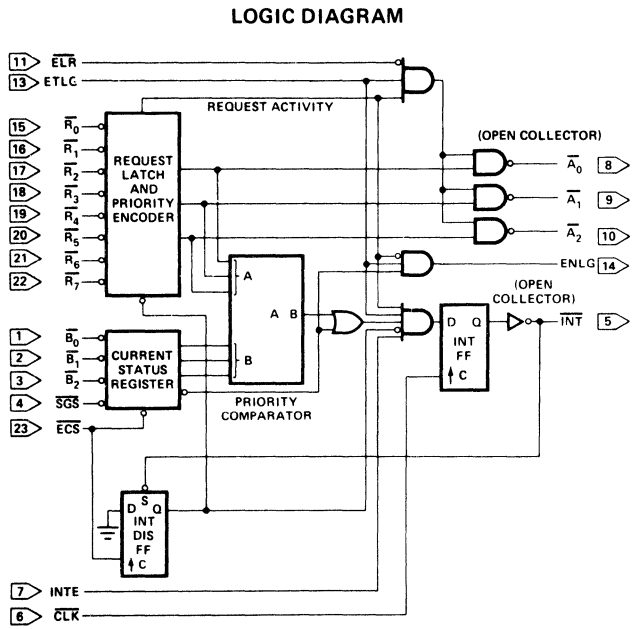 LOGIC DIAGRAM
11 ELR
13 ETLG
REQUEST ACTIVITY
15 R0
16 R1
17 R2
18 R3
19 R4
20 R5
21 R6
22 R7
REQUEST
LATCH
AND
PRIORITY
ENCODER
(OPEN COLLECTOR)
A0 8
A1 9
A2 10
ENLG 14
(OPEN
COLLECTOR)
INT 5
A
B
A B
PRIORITY
COMPARATOR
D Q
INT
FF
C
1 B0
2 B1
3 B2
4 SGS
23 ECS
CURRENT
STATUS
REGISTER
S
D Q
INT
DIS
FF
C
7 INTE
6 CLK